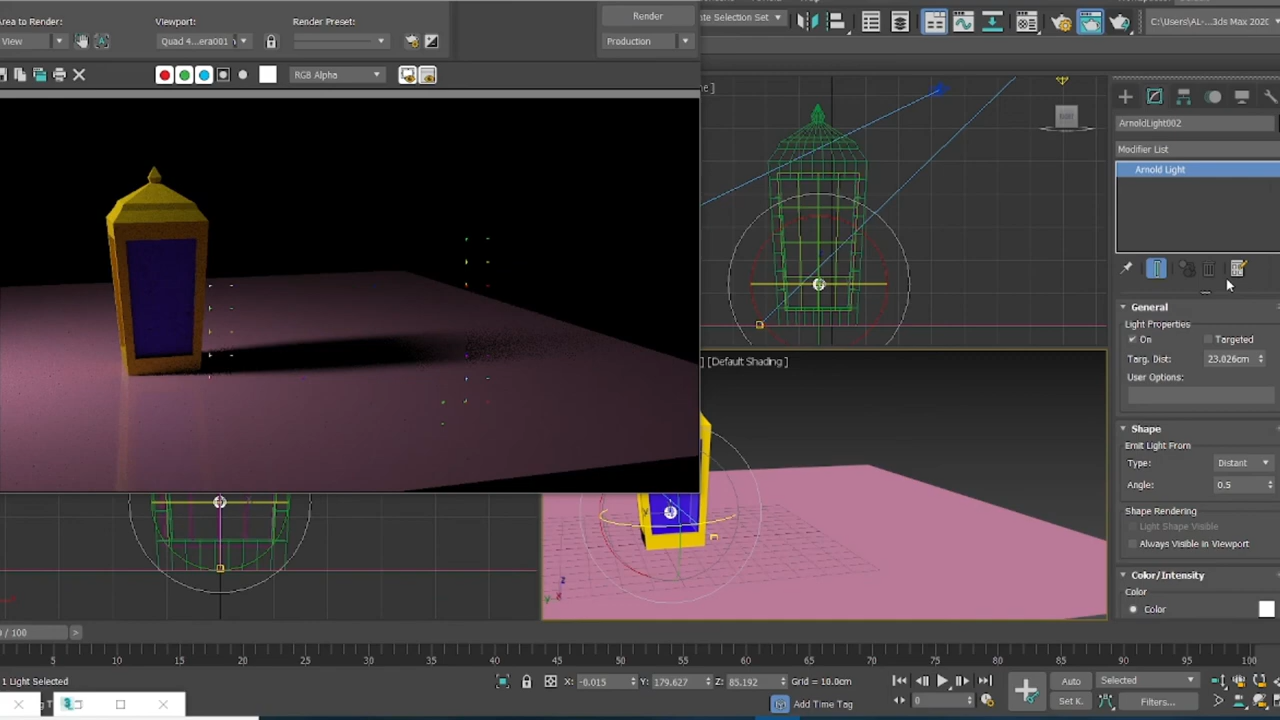 Area to Render:
Viewport:
Render Preset:
View
Quad 4...era001
Render
Production
RGB Alpha
te Selection Set
C:\Users\AL-...3ds Max 2020
ArnoldLight002
Modifier List
Arnold Light
General
Light Properties
On
Targeted
Targ. Dist:
23.026cm
User Options:
Shape
Emit Light From
Type:
Distant
Angle:
0.5
Shape Rendering
Light Shape Visible
Always Visible in Viewport
Color/Intensity
Color
Color
] [Default Shading ]
/ 100
>
5 10 15 20 25 30 35 40 45 50 55 60 65 70 75 80 85 90 95 100
1 Light Selected
X: -0.015
Y: 179.627
Z: 85.192
Grid = 10.0cm
Add Time Tag
0
Auto
Selected
Set K.
Filters...